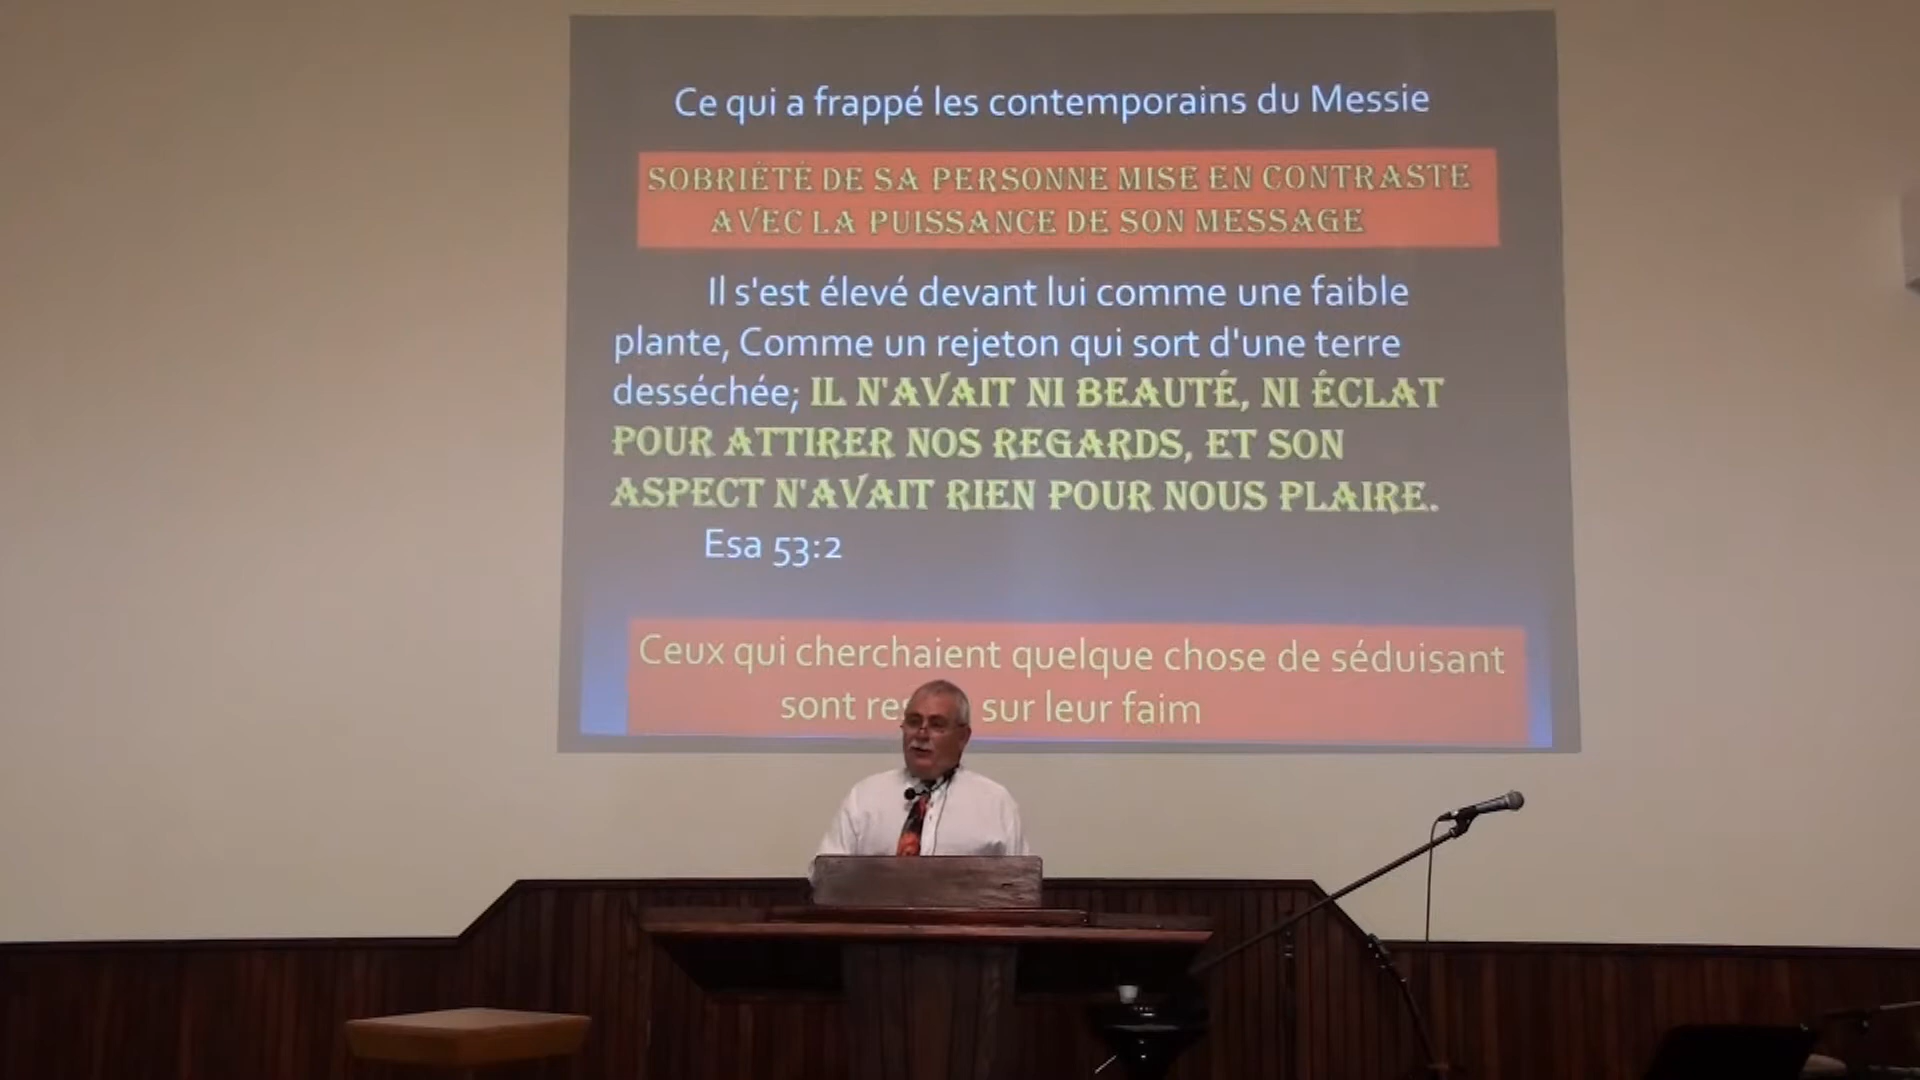 Ce qui a frappé les contemporains du Messie
SOBRIÉTÉ DE SA PERSONNE MISE EN CONTRASTE
AVEC LA PUISSANCE DE SON MESSAGE
Il s'est élevé devant lui comme une faible
plante, Comme un rejeton qui sort d'une terre
desséchée; IL N'AVAIT NI BEAUTÉ, NI ÉCLAT
POUR ATTIRER NOS REGARDS, ET SON
ASPECT N'AVAIT RIEN POUR NOUS PLAIRE.
Esa 53:2
Ceux qui cherchaient quelque chose de séduisant
sont sur leur faim